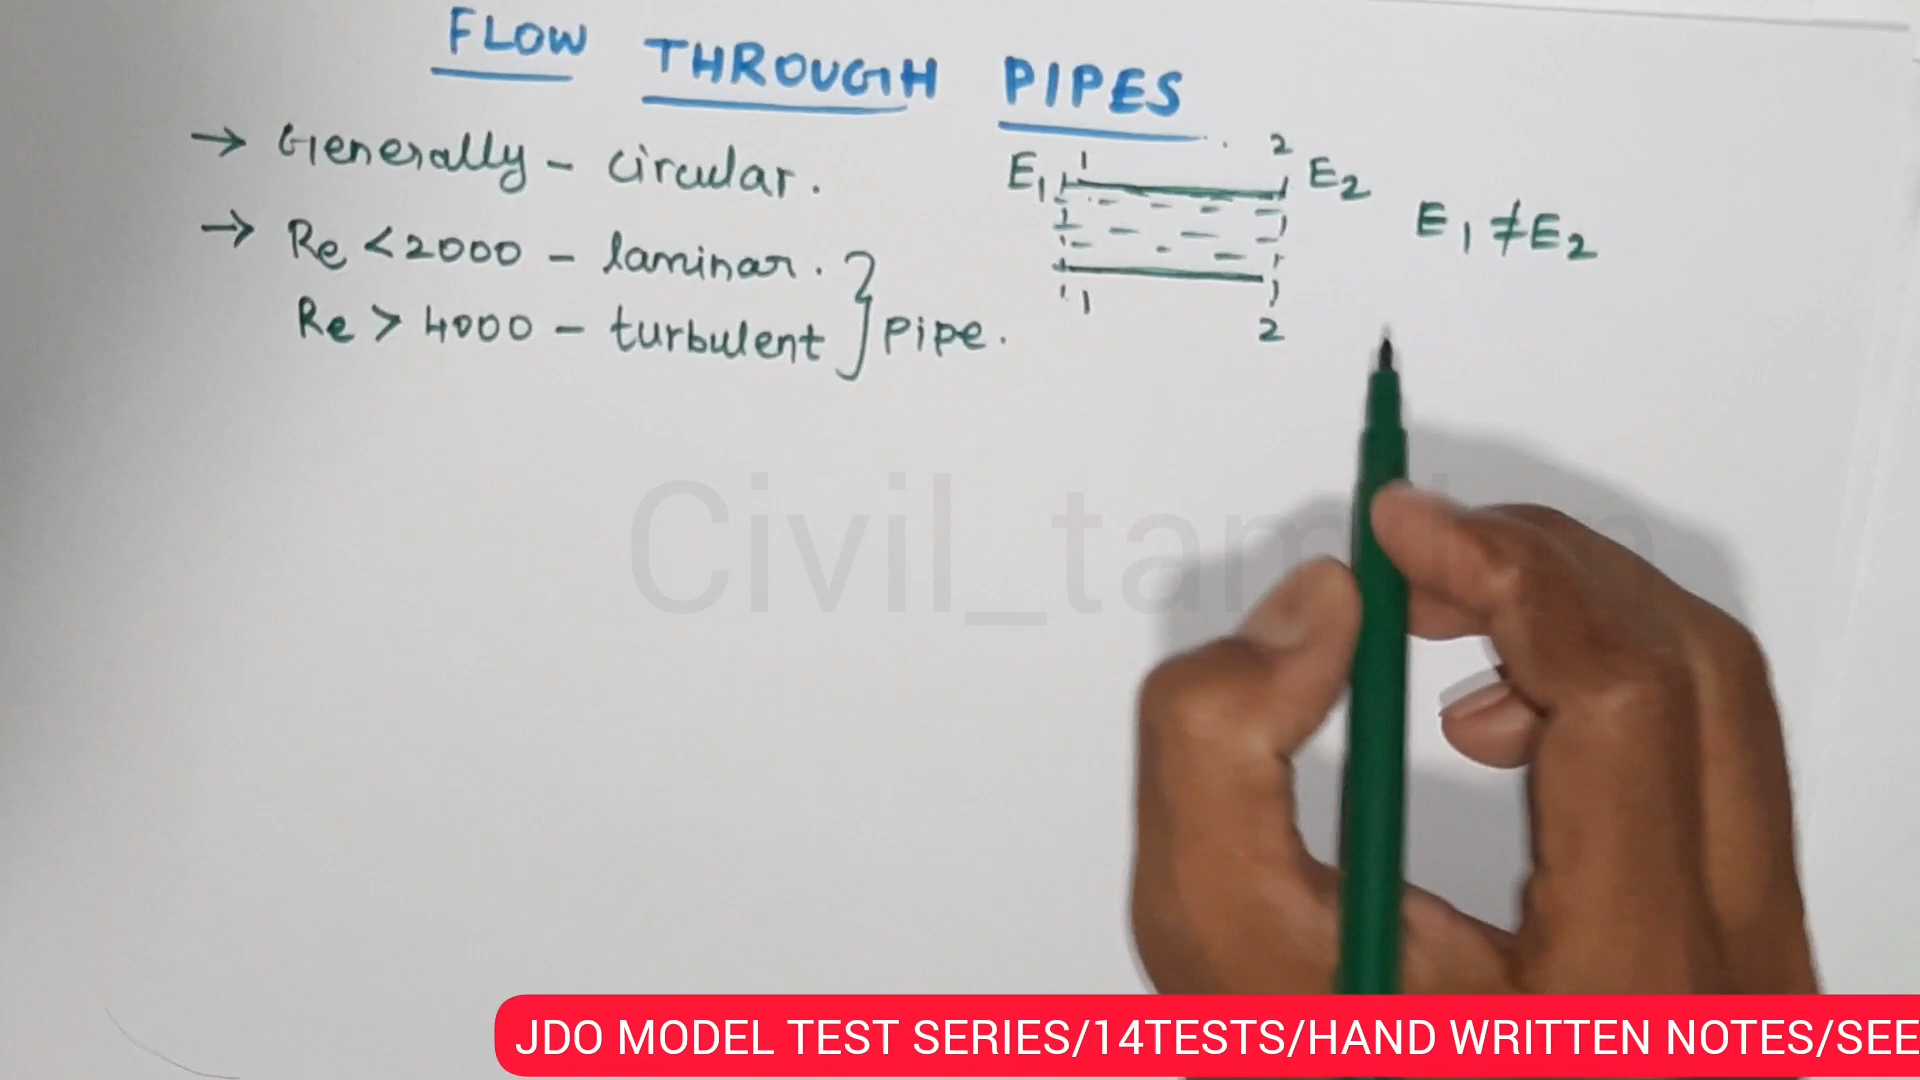 FLOW THROUGH PIPES
→ Generally - circular.
→ Re < 2000 - laminar.
Re > 4000 - turbulent } Pipe.
1 2
E1 E2
E1 ≠ E2
1 2
Civil_tam
JDO MODEL TEST SERIES/14TESTS/HAND WRITTEN NOTES/SEE